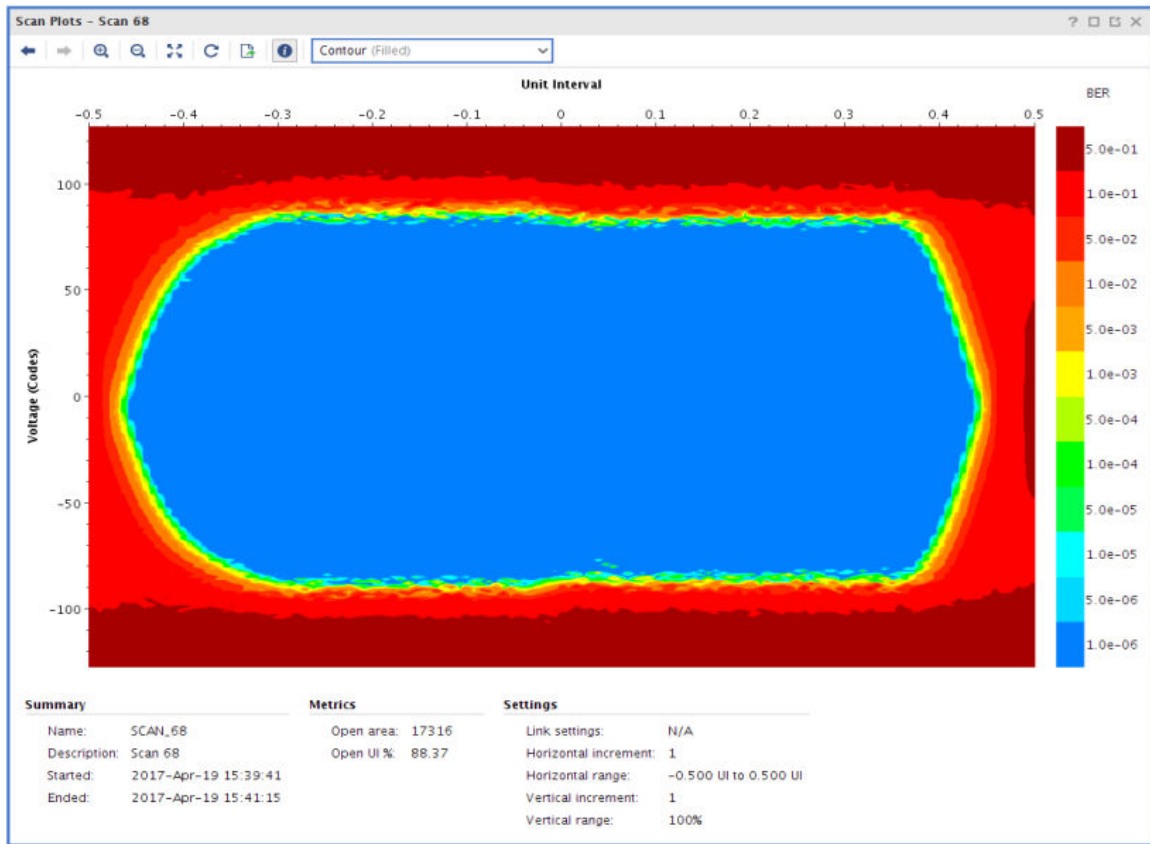 Scan Plots - Scan 68
Contour (Filled)
Unit Interval
BER
-0.5 -0.4 -0.3 -0.2 -0.1 0 0.1 0.2 0.3 0.4 0.5
Voltage (Codes)
100
50
0
-50
-100
5.0e-01
1.0e-01
5.0e-02
1.0e-02
5.0e-03
1.0e-03
5.0e-04
1.0e-04
5.0e-05
1.0e-05
5.0e-06
1.0e-06
Summary
Name: SCAN_68
Description: Scan 68
Started: 2017-Apr-19 15:39:41
Ended: 2017-Apr-19 15:41:15
Metrics
Open area: 17316
Open UI %: 88.37
Settings
Link settings: N/A
Horizontal increment: 1
Horizontal range: -0.500 UI to 0.500 UI
Vertical increment: 1
Vertical range: 100%